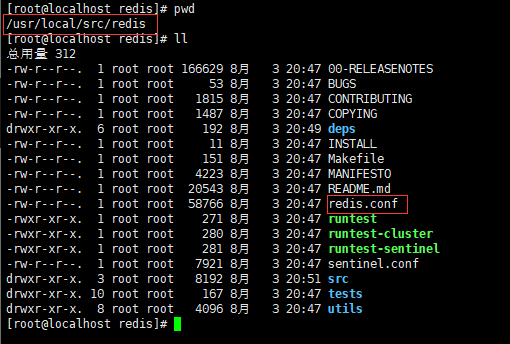 [root@localhost redis]# pwd
/usr/local/src/redis
[root@localhost redis]# ll
总用量 312
-rw-r--r--.  1 root root 166629 8月   3 20:47 00-RELEASENOTES
-rw-r--r--.  1 root root     53 8月   3 20:47 BUGS
-rw-r--r--.  1 root root   1815 8月   3 20:47 CONTRIBUTING
-rw-r--r--.  1 root root   1487 8月   3 20:47 COPYING
drwxr-xr-x.  6 root root    192 8月   3 20:49 deps
-rw-r--r--.  1 root root     11 8月   3 20:47 INSTALL
-rw-r--r--.  1 root root    151 8月   3 20:47 Makefile
-rw-r--r--.  1 root root   4223 8月   3 20:47 MANIFESTO
-rw-r--r--.  1 root root  20543 8月   3 20:47 README.md
-rw-r--r--.  1 root root  58766 8月   3 20:47 redis.conf
-rwxr-xr-x.  1 root root    271 8月   3 20:47 runtest
-rwxr-xr-x.  1 root root    280 8月   3 20:47 runtest-cluster
-rwxr-xr-x.  1 root root    281 8月   3 20:47 runtest-sentinel
-rw-r--r--.  1 root root   7921 8月   3 20:47 sentinel.conf
drwxr-xr-x.  3 root root   8192 8月   3 20:51 src
drwxr-xr-x. 10 root root    167 8月   3 20:47 tests
drwxr-xr-x.  8 root root   4096 8月   3 20:47 utils
[root@localhost redis]#